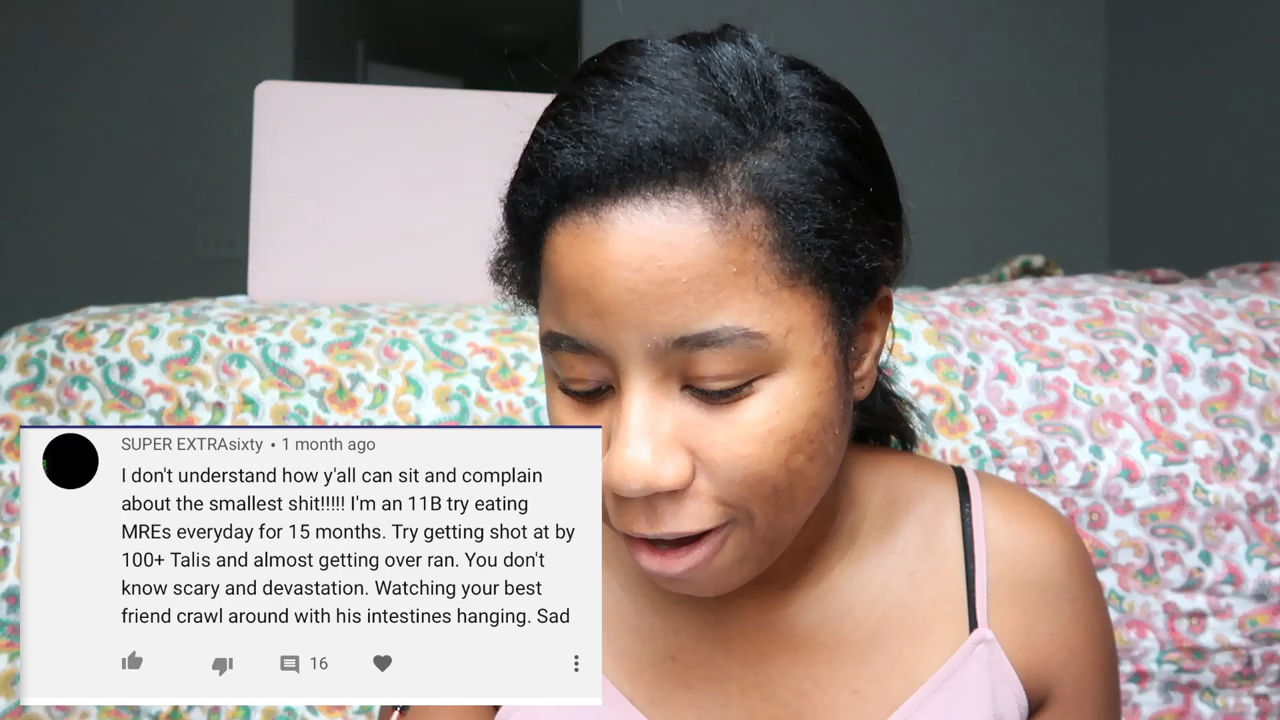 SUPER EXTRAsixty • 1 month ago
I don't understand how y'all can sit and complain
about the smallest shit!!!!! I'm an 11B try eating
MREs everyday for 15 months. Try getting shot at by
100+ Talis and almost getting over ran. You don't
know scary and devastation. Watching your best
friend crawl around with his intestines hanging. Sad
16